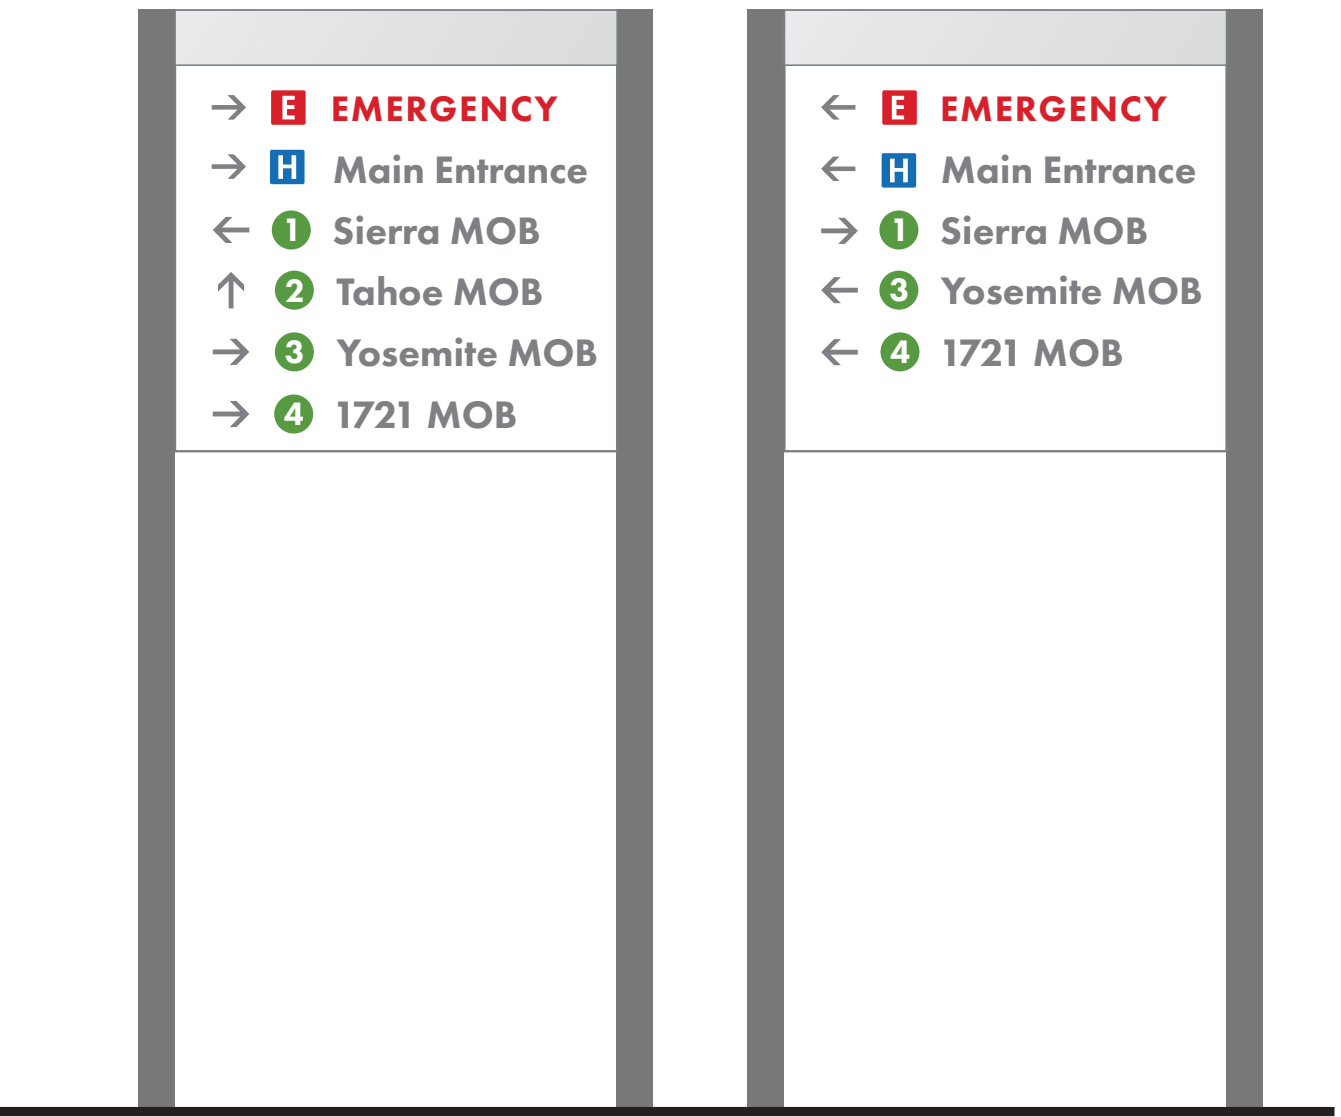 → E EMERGENCY
→ H Main Entrance
← 1 Sierra MOB
↑ 2 Tahoe MOB
→ 3 Yosemite MOB
→ 4 1721 MOB
← E EMERGENCY
← H Main Entrance
→ 1 Sierra MOB
← 3 Yosemite MOB
← 4 1721 MOB